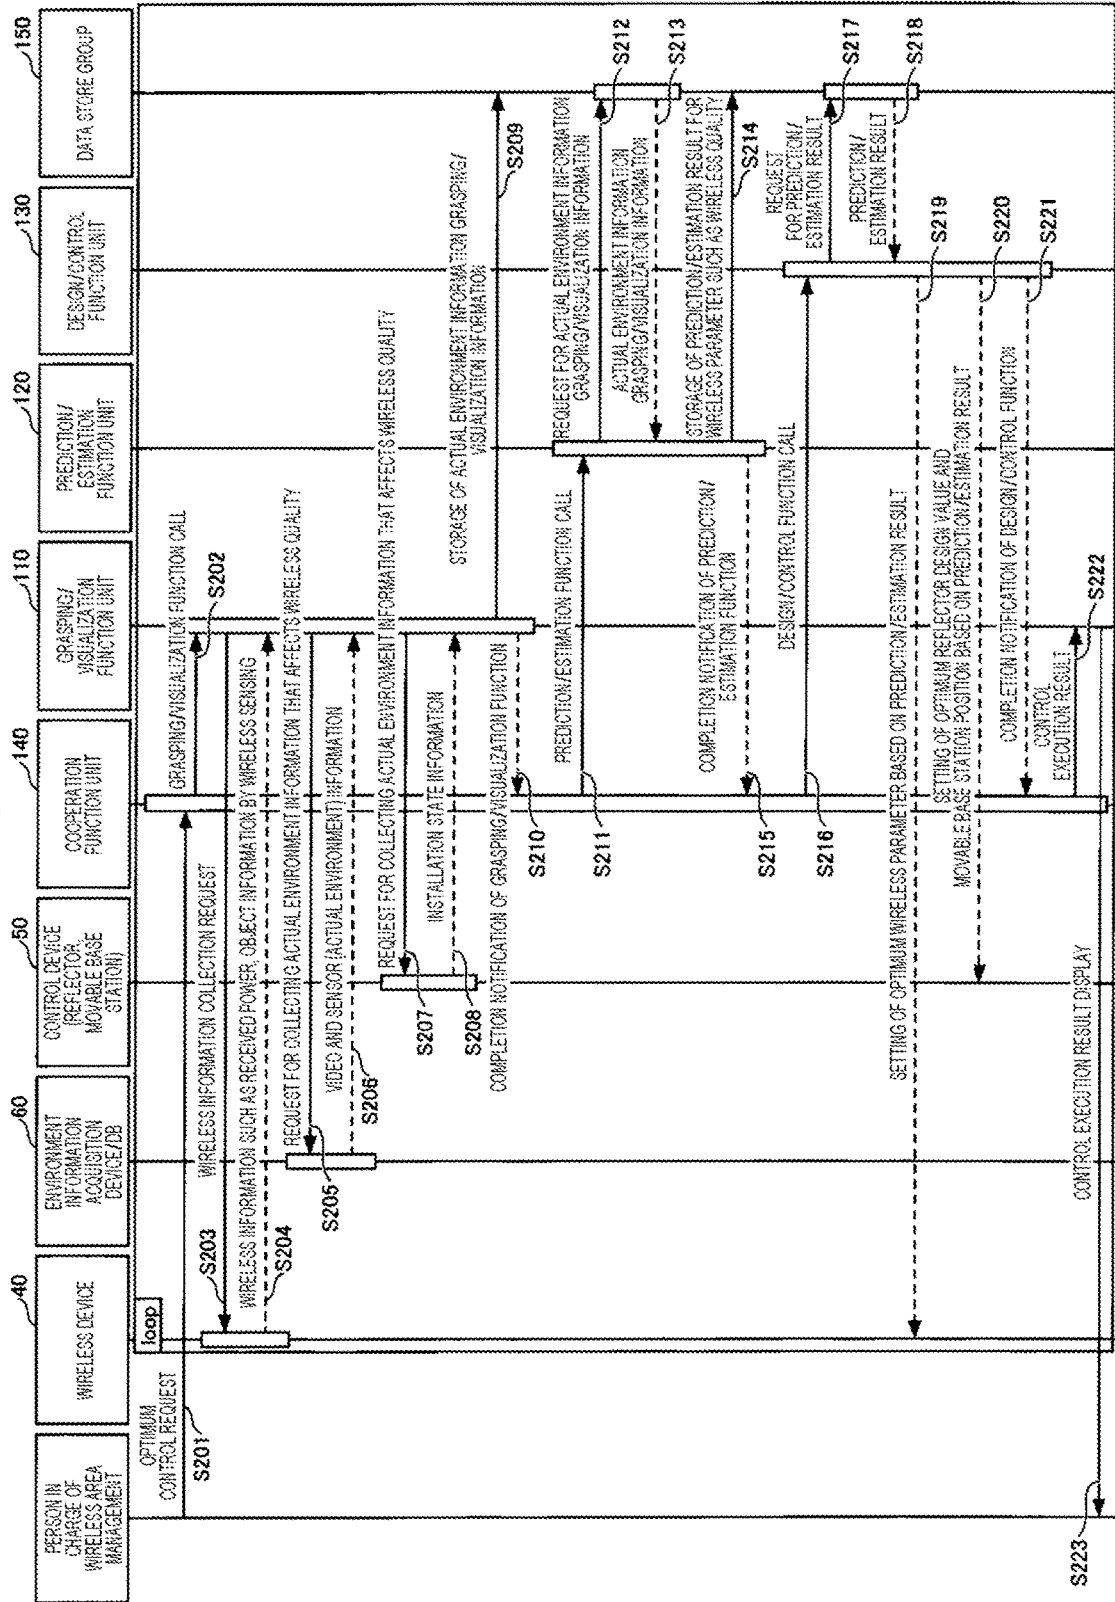 PERSON IN
CHARGE OF
WIRELESS AREA
MANAGEMENT
40
WIRELESS DEVICE
60
ENVIRONMENT
INFORMATION
ACQUISITION
DEVICE/DB
50
CONTROL DEVICE
(REFLECTOR,
MOVABLE BASE
STATION)
140
COOPERATION
FUNCTION UNIT
110
GRASPING/
VISUALIZATION
FUNCTION UNIT
120
PREDICTION/
ESTIMATION
FUNCTION UNIT
130
DESIGN/CONTROL
FUNCTION UNIT
150
DATA STORE GROUP
loop
OPTIMUM
CONTROL REQUEST
S201
GRASPING/VISUALIZATION FUNCTION CALL
S202
WIRELESS INFORMATION COLLECTION REQUEST
S203
WIRELESS INFORMATION SUCH AS RECEIVED POWER, OBJECT INFORMATION BY WIRELESS SENSING
S204
REQUEST FOR COLLECTING ACTUAL ENVIRONMENT INFORMATION THAT AFFECTS WIRELESS QUALITY
S205
VIDEO AND SENSOR (ACTUAL ENVIRONMENT) INFORMATION
S206
REQUEST FOR COLLECTING ACTUAL ENVIRONMENT INFORMATION THAT AFFECTS WIRELESS QUALITY
S207
INSTALLATION STATE INFORMATION
S208
STORAGE OF ACTUAL ENVIRONMENT INFORMATION GRASPING/
VISUALIZATION INFORMATION
S209
COMPLETION NOTIFICATION OF GRASPING/VISUALIZATION FUNCTION
S210
PREDICTION/ESTIMATION FUNCTION CALL
S211
REQUEST FOR ACTUAL ENVIRONMENT INFORMATION
GRASPING/VISUALIZATION INFORMATION
S212
ACTUAL ENVIRONMENT INFORMATION
GRASPING/VISUALIZATION INFORMATION
S213
STORAGE OF PREDICTION/ESTIMATION RESULT FOR
WIRELESS PARAMETER SUCH AS WIRELESS QUALITY
S214
COMPLETION NOTIFICATION OF PREDICTION/
ESTIMATION FUNCTION
S215
DESIGN/CONTROL FUNCTION CALL
S216
REQUEST
FOR PREDICTION/
ESTIMATION RESULT
S217
PREDICTION/
ESTIMATION RESULT
S218
SETTING OF OPTIMUM WIRELESS PARAMETER BASED ON PREDICTION/ESTIMATION RESULT
S219
SETTING OF OPTIMUM REFLECTOR DESIGN VALUE AND
MOVABLE BASE STATION POSITION BASED ON PREDICTION/ESTIMATION RESULT
S220
COMPLETION NOTIFICATION OF DESIGN/CONTROL FUNCTION
S221
CONTROL
EXECUTION RESULT
S222
CONTROL EXECUTION RESULT DISPLAY
S223